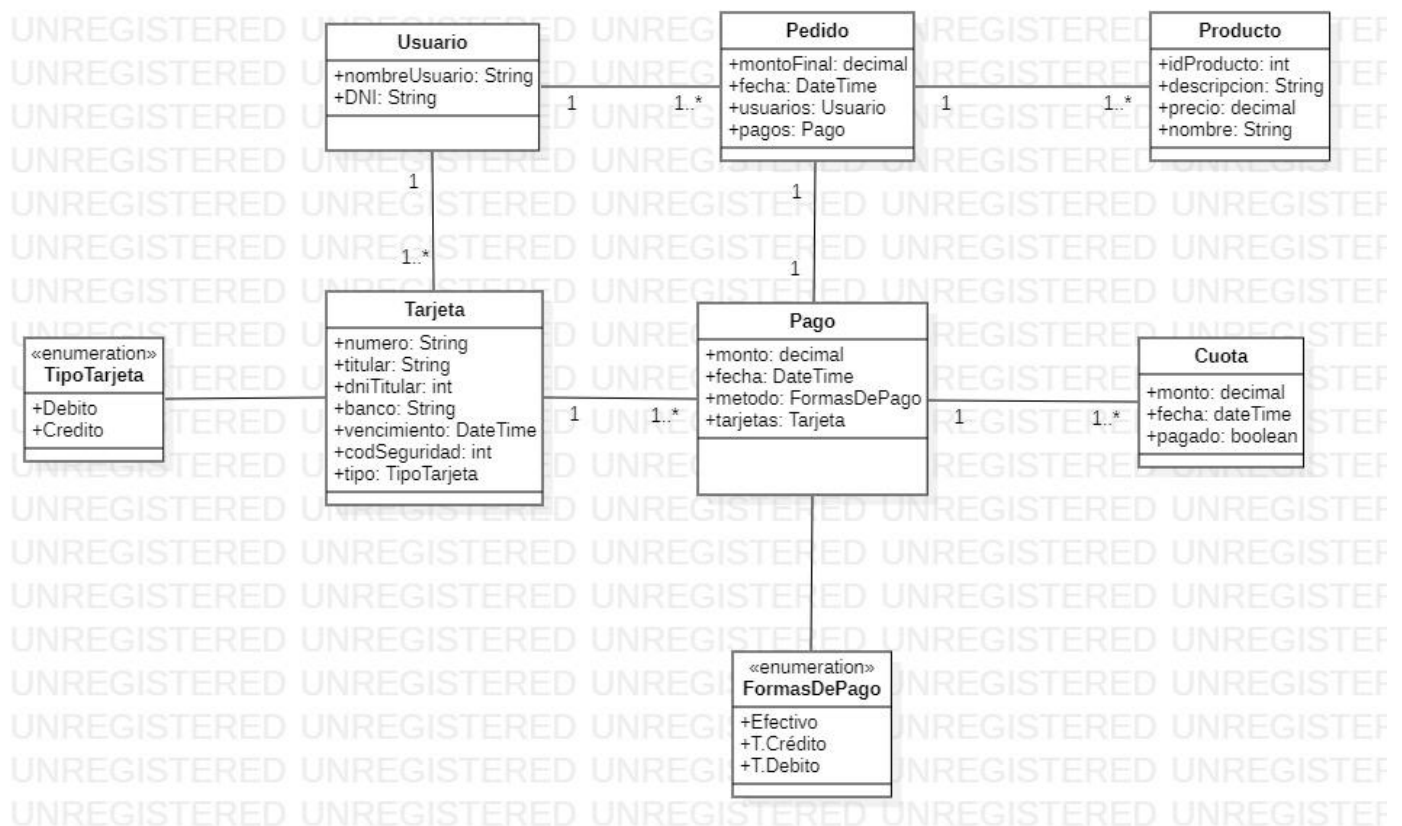 Usuario
+nombreUsuario: String
+DNI: String
1
1..*
Pedido
+montoFinal: decimal
+fecha: DateTime
+usuarios: Usuario
+pagos: Pago
1
1..*
Producto
+idProducto: int
+descripcion: String
+precio: decimal
+nombre: String
1
1..*
1
1
«enumeration»
TipoTarjeta
+Debito
+Credito
Tarjeta
+numero: String
+titular: String
+dniTitular: int
+banco: String
+vencimiento: DateTime
+codSeguridad: int
+tipo: TipoTarjeta
1
1..*
Pago
+monto: decimal
+fecha: DateTime
+metodo: FormasDePago
+tarjetas: Tarjeta
1
1..*
Cuota
+monto: decimal
+fecha: dateTime
+pagado: boolean
«enumeration»
FormasDePago
+Efectivo
+T.Crédito
+T.Debito
UNREGISTERED